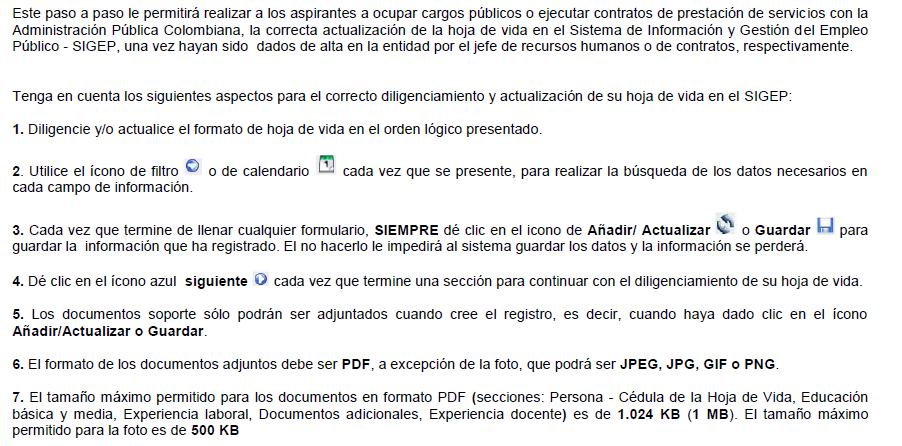 Este paso a paso le permitirá realizar a los aspirantes a ocupar cargos públicos o ejecutar contratos de prestación de servicios con la
Administración Pública Colombiana, la correcta actualización de la hoja de vida en el Sistema de Información y Gestión del Empleo
Público - SIGEP, una vez hayan sido dados de alta en la entidad por el jefe de recursos humanos o de contratos, respectivamente.
Tenga en cuenta los siguientes aspectos para el correcto diligenciamiento y actualización de su hoja de vida en el SIGEP:
1. Diligencie y/o actualice el formato de hoja de vida en el orden lógico presentado.
2. Utilice el ícono de filtro o de calendario cada vez que se presente, para realizar la búsqueda de los datos necesarios en
cada campo de información.
3. Cada vez que termine de llenar cualquier formulario, SIEMPRE dé clic en el icono de Añadir/ Actualizar o Guardar para
guardar la información que ha registrado. El no hacerlo le impedirá al sistema guardar los datos y la información se perderá.
4. Dé clic en el ícono azul siguiente cada vez que termine una sección para continuar con el diligenciamiento de su hoja de vida.
5. Los documentos soporte sólo podrán ser adjuntados cuando cree el registro, es decir, cuando haya dado clic en el ícono
Añadir/Actualizar o Guardar.
6. El formato de los documentos adjuntos debe ser PDF, a excepción de la foto, que podrá ser JPEG, JPG, GIF o PNG.
7. El tamaño máximo permitido para los documentos en formato PDF (secciones: Persona - Cédula de la Hoja de Vida, Educación
básica y media, Experiencia laboral, Documentos adicionales, Experiencia docente) es de 1.024 KB (1 MB). El tamaño máximo
permitido para la foto es de 500 KB